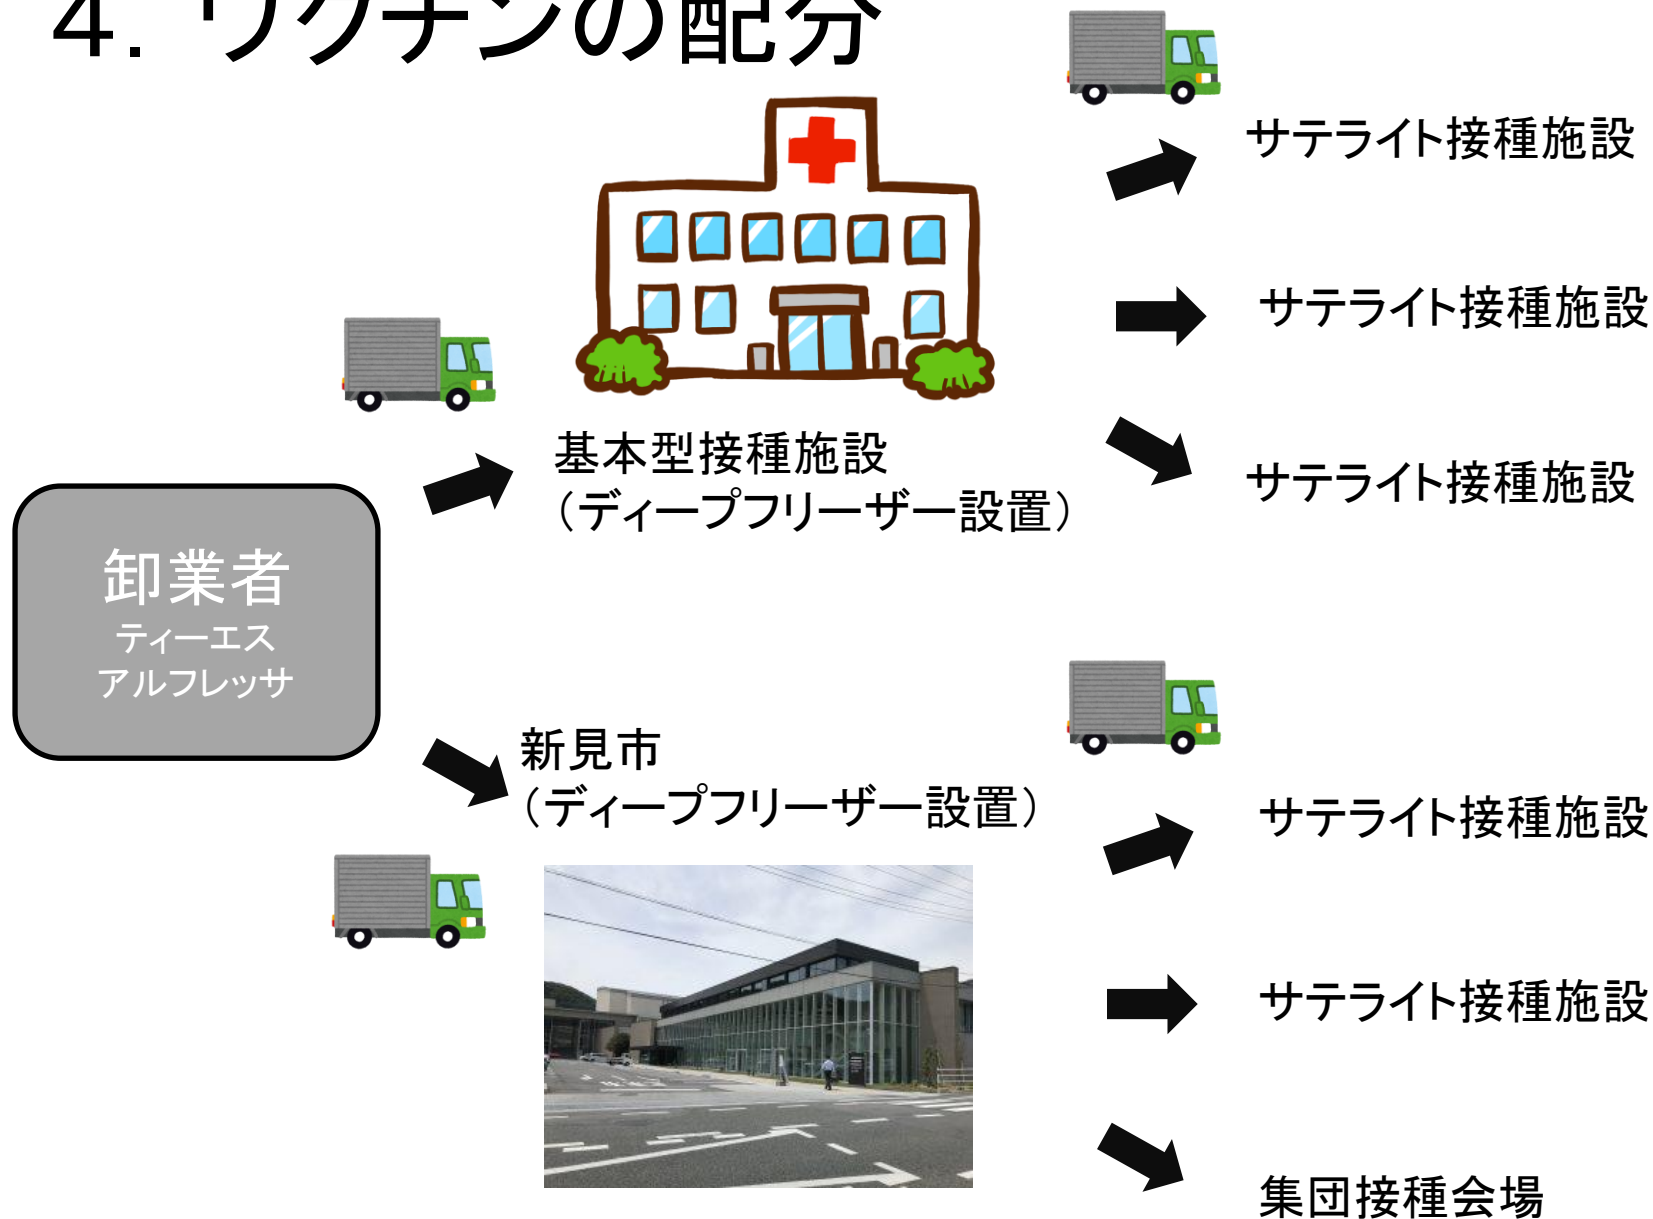 4. ワクチンの配分
サテライト接種施設
サテライト接種施設
基本型接種施設
（ディープフリーザー設置）
サテライト接種施設
卸業者
ティーエス
アルフレッサ
新見市
（ディープフリーザー設置）
サテライト接種施設
サテライト接種施設
集団接種会場